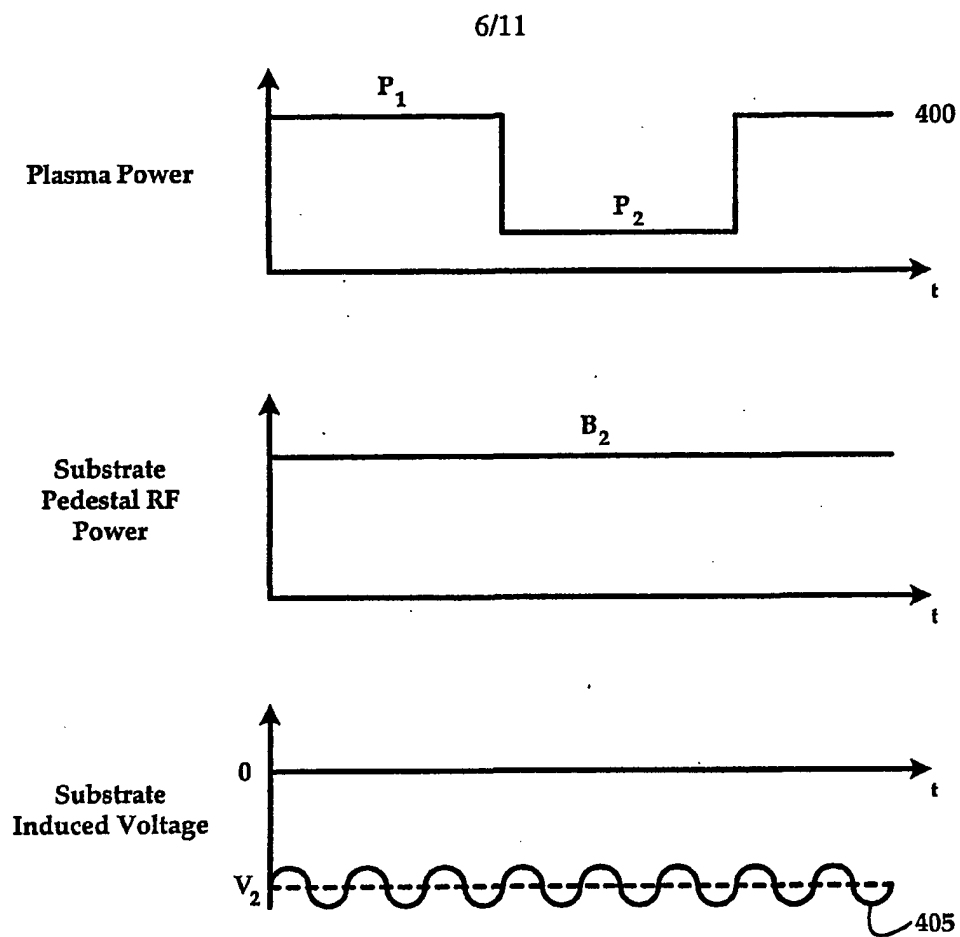 6/11
P1
400
Plasma Power
P2
t
B2
Substrate
Pedestal RF
Power
t
0
t
Substrate
Induced Voltage
V2
405